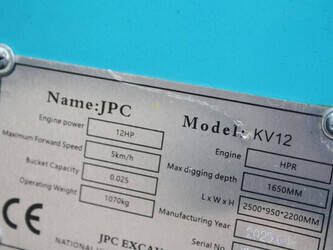 Name:JPC
Model: KV12
Engine power 12HP
Engine HPR
Maximum Forward Speed 5km/h
Max digging depth 1650MM
Bucket Capacity 0.025
L x W x H 2500*950*2200MM
Operating Weight 1070kg
Manufacturing Year
Serial No
CE
JPC EXCA
NATIONAL